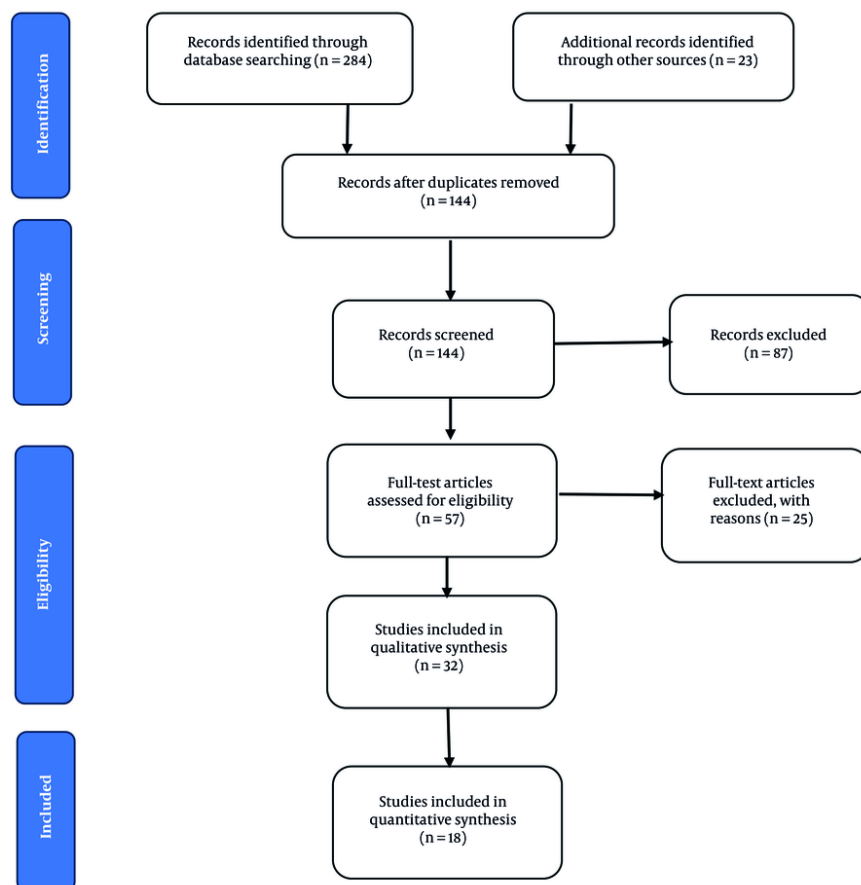 Identification
Records identified through
database searching (n = 284)
Additional records identified
through other sources (n = 23)
Records after duplicates removed
(n = 144)
Screening
Records screened
(n = 144)
Records excluded
(n = 87)
Eligibility
Full-test articles
assessed for eligibility
(n = 57)
Full-text articles
excluded, with
reasons (n = 25)
Studies included in
qualitative synthesis
(n = 32)
Included
Studies included in
quantitative synthesis
(n = 18)